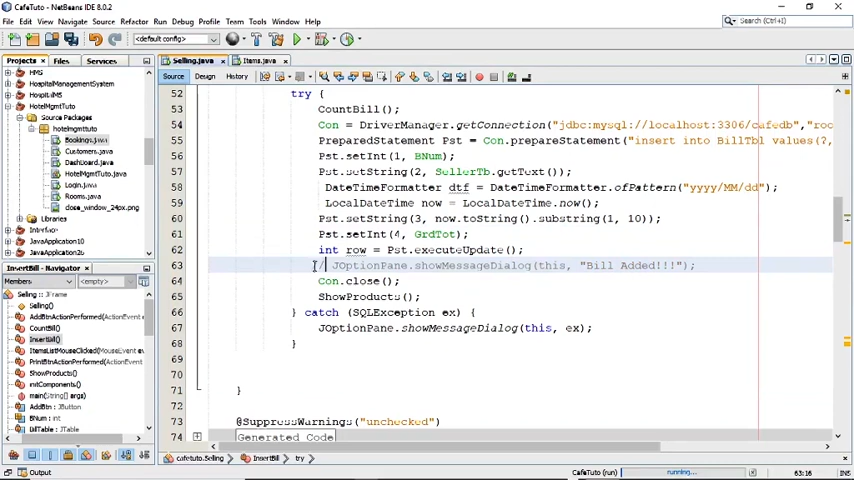 CafeTuto - NetBeans IDE 8.0.2
File Edit View Navigate Source Refactor Run Debug Profile Team Tools Window Help
Search (Ctrl+I)
<default config>
Projects Files Services
Selling.java Items.java
Source Design History
HMS
HospitalManagementSystem
HospitalMgmtTuto
HotelMgmtTuto
Source Packages
hotelmgmttuto
Bookings.java
Customers.java
DashBoard.java
HotelMgmtTuto.java
Login.java
Rooms.java
close_window_24px.png
Libraries
JavaApplication10
JavaApplication2
52 try {
53 CountBill();
54 Con = DriverManager.getConnection("jdbc:mysql://localhost:3306/cafedb","roo
55 PreparedStatement Pst = Con.prepareStatement("insert into BillTbl values(?,
56 Pst.setInt(1, BNum);
57 Pst.setString(2, SellerTb.getText());
58 DateTimeFormatter dtf = DateTimeFormatter.ofPattern("yyyy/MM/dd");
59 LocalDateTime now = LocalDateTime.now();
60 Pst.setString(3, now.toString().substring(1, 10));
61 Pst.setInt(4, GrdTot);
62 int row = Pst.executeUpdate();
63 // JOptionPane.showMessageDialog(this, "Bill Added!!!");
64 Con.close();
65 ShowProducts();
66 } catch (SQLException ex) {
67 JOptionPane.showMessageDialog(this, ex);
68 }
69
70
71 }
72
73 @SuppressWarnings("unchecked")
74 Generated Code
InsertBill - Navigator
Members <empty>
Selling :: JFrame
Selling()
AddBtnActionPerformed(ActionEvent
CountBill()
InsertBill()
ItemsListMouseClicked(MouseEvent
PrintBtnActionPerformed(ActionEven
ShowProducts()
initComponents()
main(String[] args)
AddBtn : JButton
BNum : int
BillTable : JTable
cafetuto.Selling InsertBill try
Output
CafeTuto (run) running... 63:16